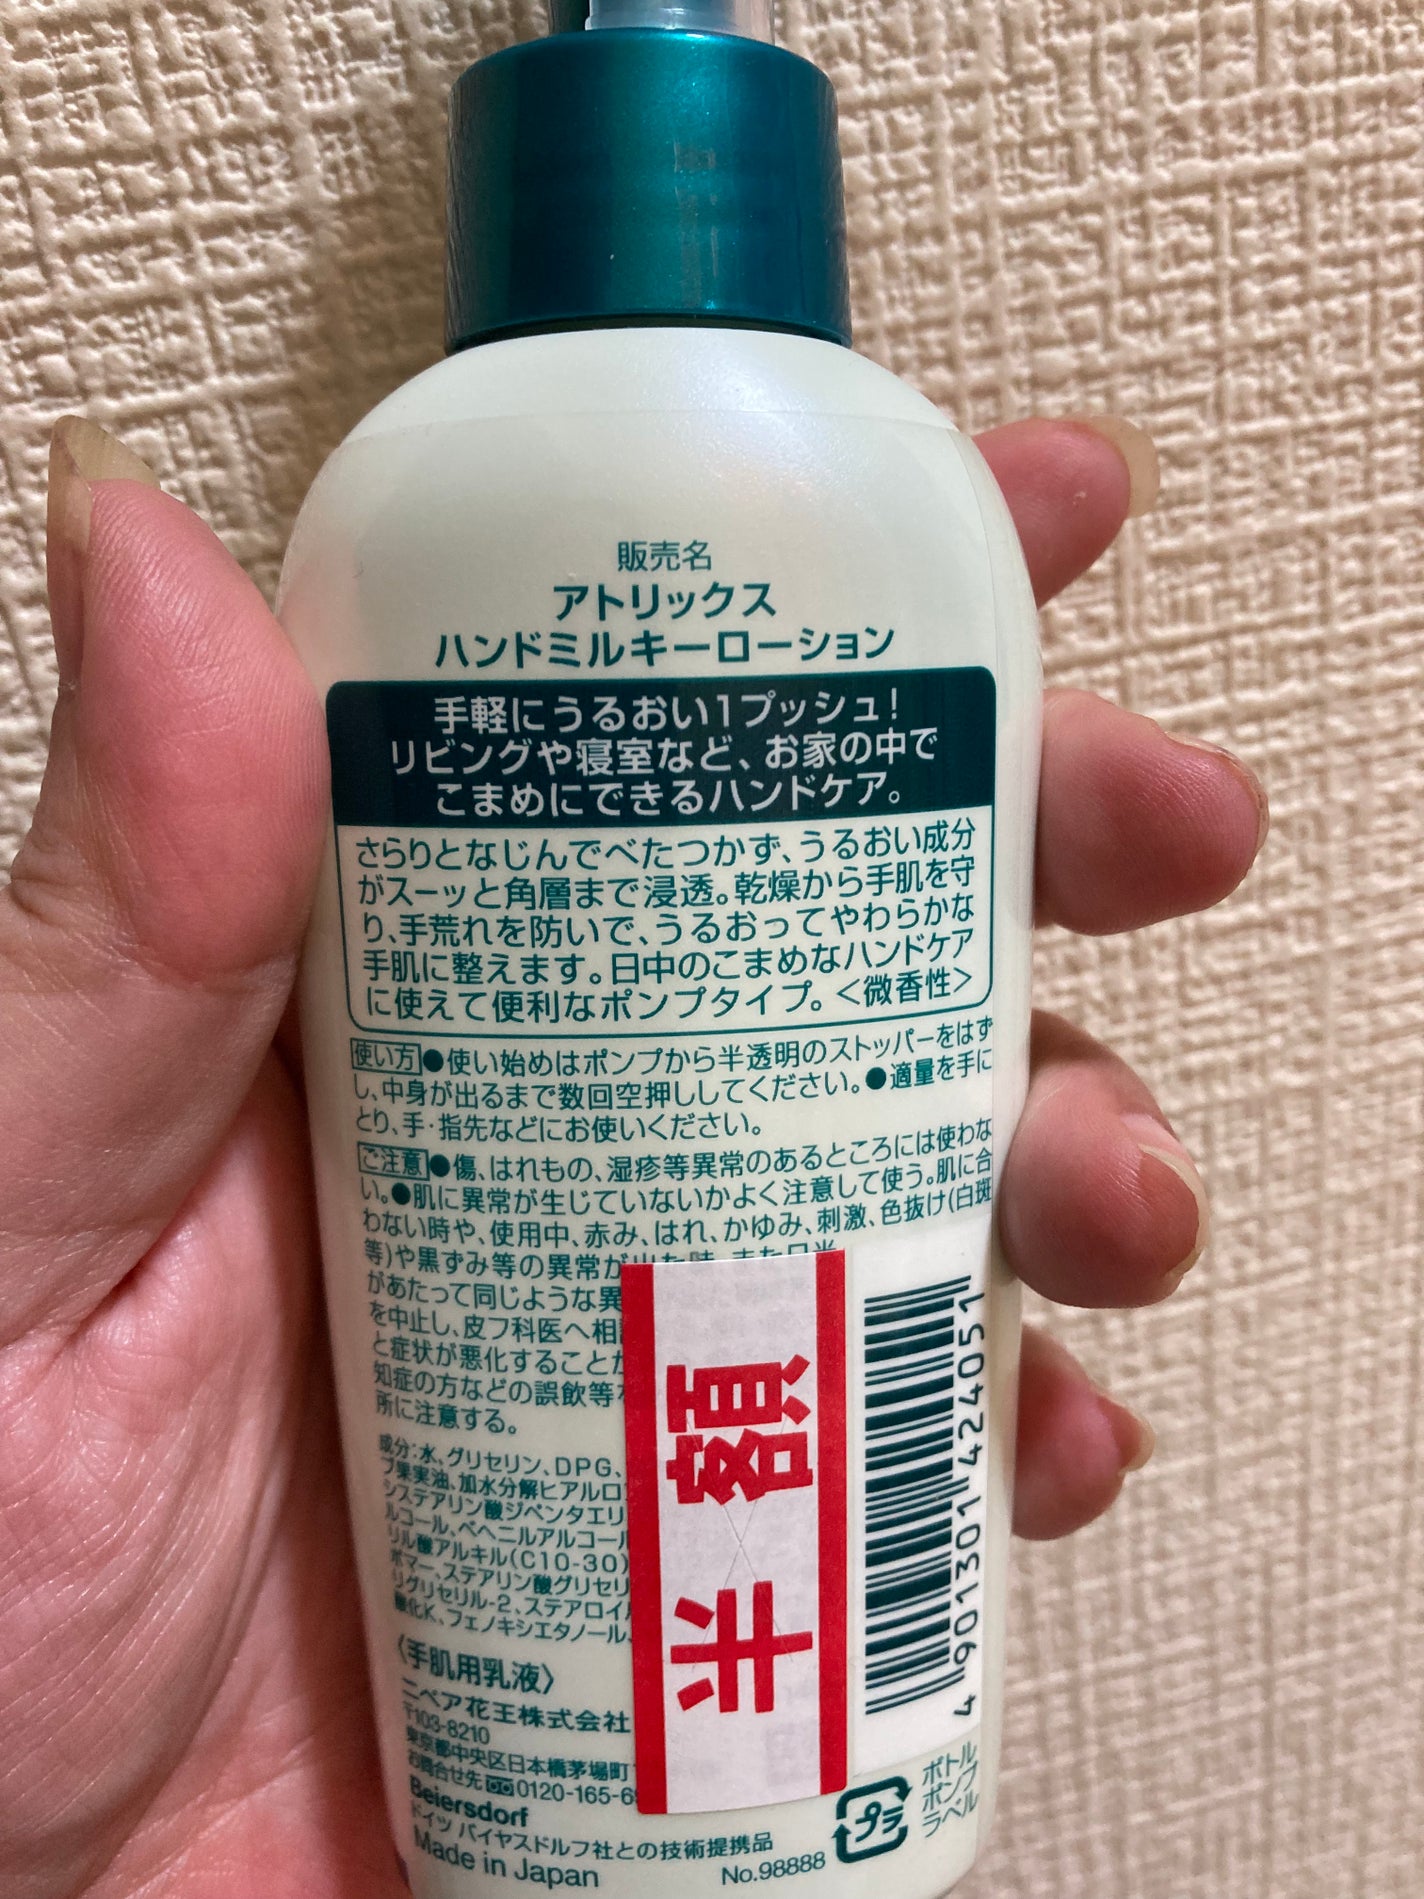 販売名
アトリックス
ハンドミルキーローション
手軽にうるおい1プッシュ!
リビングや寝室など、お家の中で
こまめにできるハンドケア。
さらりとなじんでべたつかず、うるおい成分
がスーッと角層まで浸透。乾燥から手肌を守
り、手荒れを防いで、うるおってやわらかな
手肌に整えます。日中のこまめなハンドケア
に使えて便利なポンプタイプ。<微香性>
使い方●使い始めはポンプから半透明のストッパーをはず
し、中身が出るまで数回空押ししてください。●適量を手に
とり、手・指先などにお使いください。
ご注意●傷、はれもの、湿疹等異常のあるところには使わな
い。●肌に異常が生じていないかよく注意して使う。肌に合
わない時や、使用中、赤み、はれ、かゆみ、刺激、色抜け(白斑
等)や黒ずみ等の異常が
があたって同じような異
を中止し、皮フ科医へ相
と症状が悪化することが
知症の方などの誤飲等
所に注意する。
成分:水、グリセリン、DPG、
プ果実油、加水分解ヒアルロ
システアリン酸ジペンタエリ
ルコール、ベヘニルアルコール
リル酸アルキル(C10-30)
ボマー、ステアリン酸グリセリ
リグリセリル-2、ステアロイル
酸化K、フェノキシエタノール、
〈手肌用乳液〉
ニベア花王株式会社
〒103-8210
東京都中央区日本橋茅場町
お問合せ先 0120-165-6
Beiersdorf
ドイツ バイヤスドルフ社との技術提携品
Made in Japan
No.98888
半額
4 901301 424051
プラ
ボトル
ポンプ
ラベル